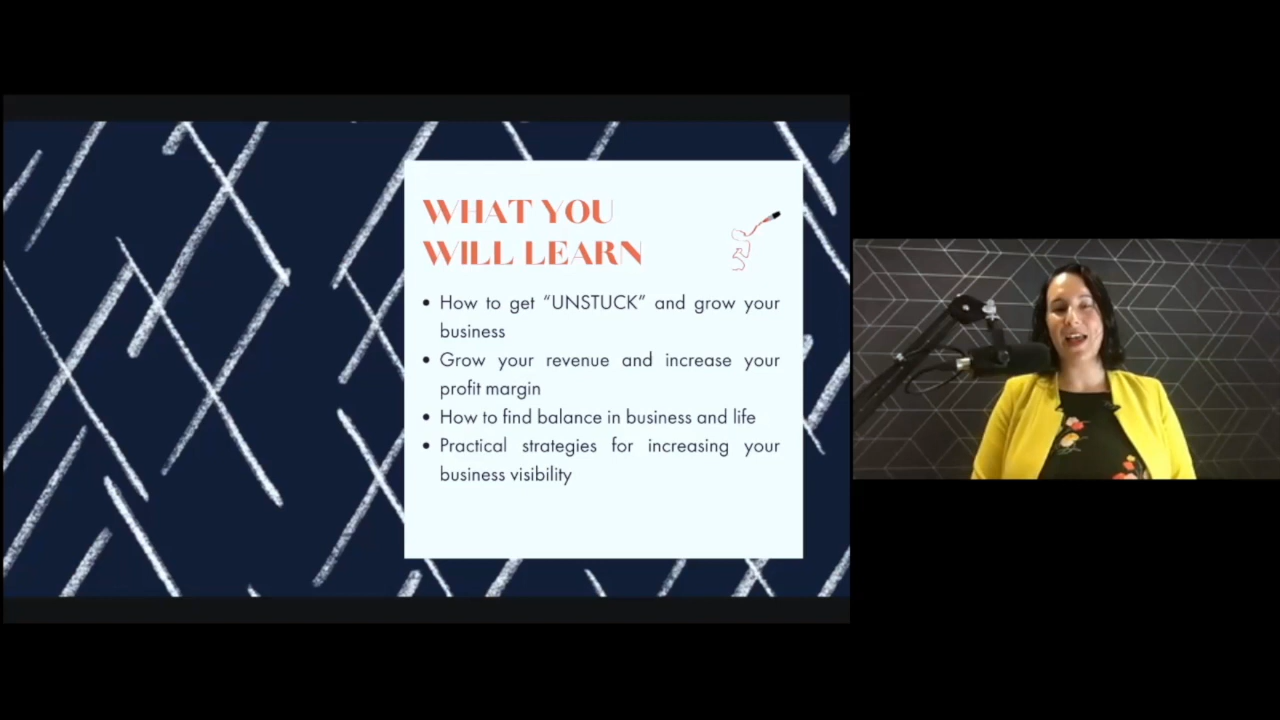 WHAT YOU
WILL LEARN
• How to get “UNSTUCK” and grow your
business
• Grow your revenue and increase your
profit margin
• How to find balance in business and life
• Practical strategies for increasing your
business visibility